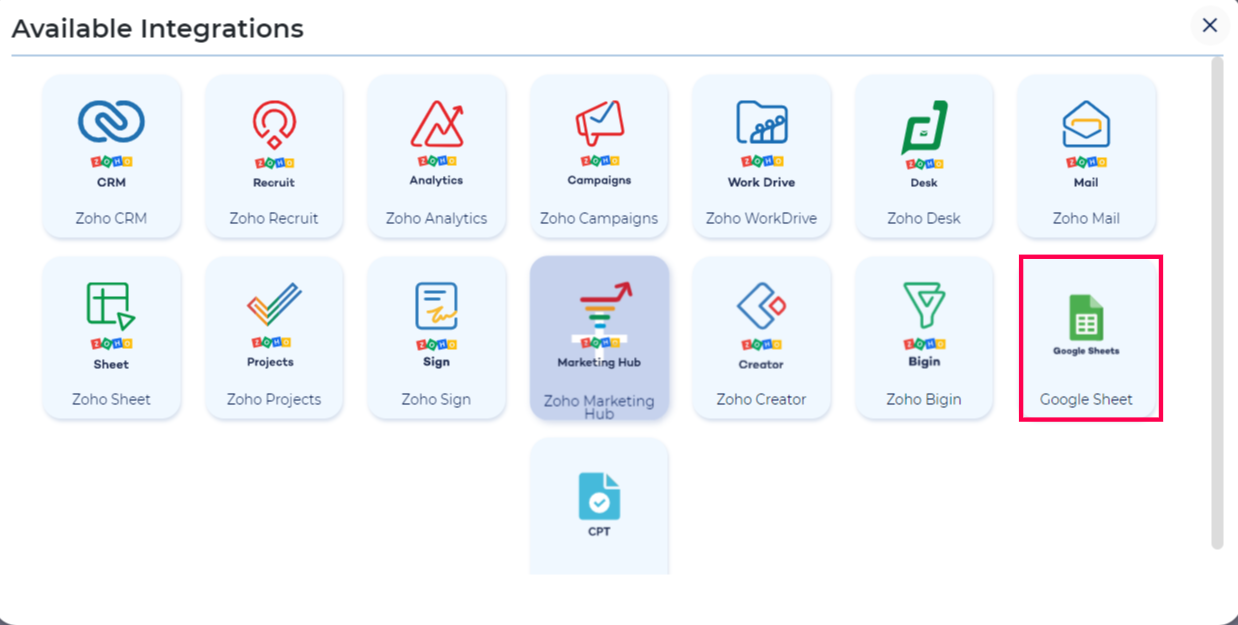 Available Integrations
ZOHO ZOHO ZOHO ZOHO ZOHO ZOHO ZOHO
CRM Recruit Analytics Campaigns Work Drive Desk Mail
Zoho CRM Zoho Recruit Zoho Analytics Zoho Campaigns Zoho WorkDrive Zoho Desk Zoho Mail
ZOHO ZOHO ZOHO ZOHO ZOHO ZOHO
Sheet Projects Sign Marketing Hub Creator Bigin Google Sheets
Zoho Sheet Zoho Projects Zoho Sign Zoho Marketing Zoho Creator Zoho Bigin Google Sheet
Hub
CPT